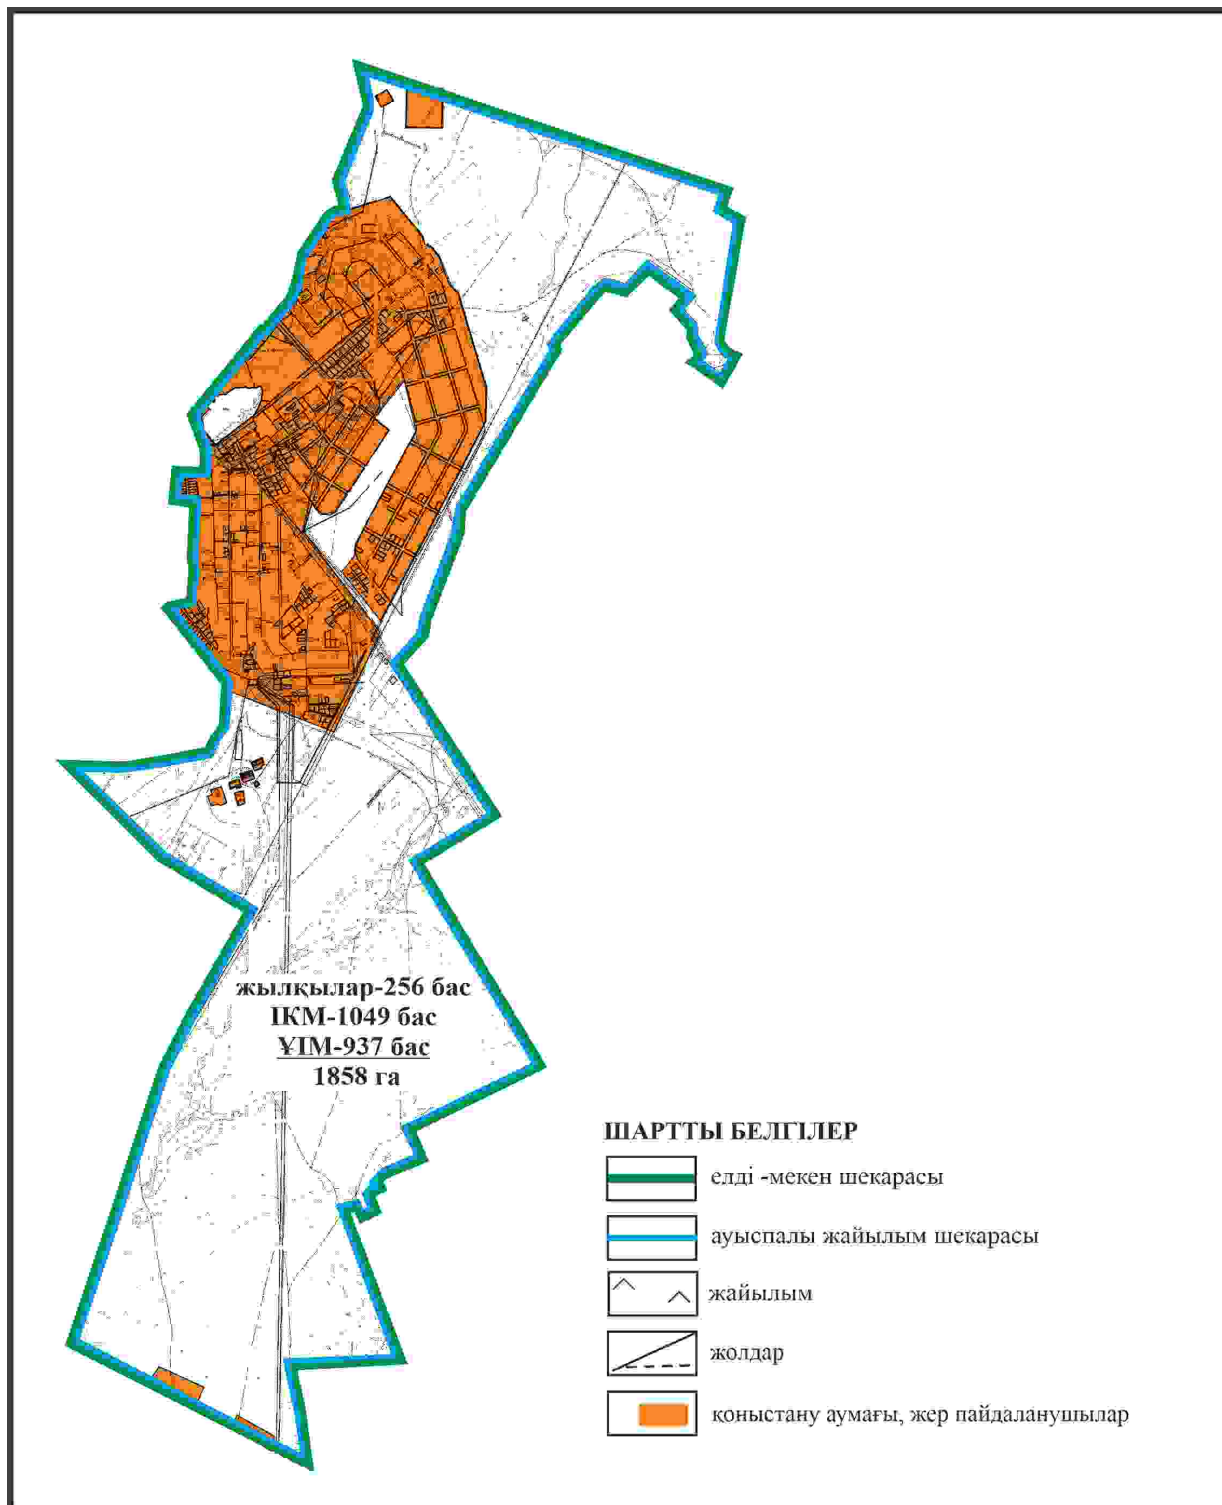 жылқылар-256 бас
ІКМ-1049 бас
ҰІМ-937 бас
1858 га
ШАРТТЫ БЕЛГІЛЕР
елді -мекен шекарасы
ауыспалы жайылым шекарасы
жайылым
жолдар
қоныстану аумағы, жер пайдаланушылар